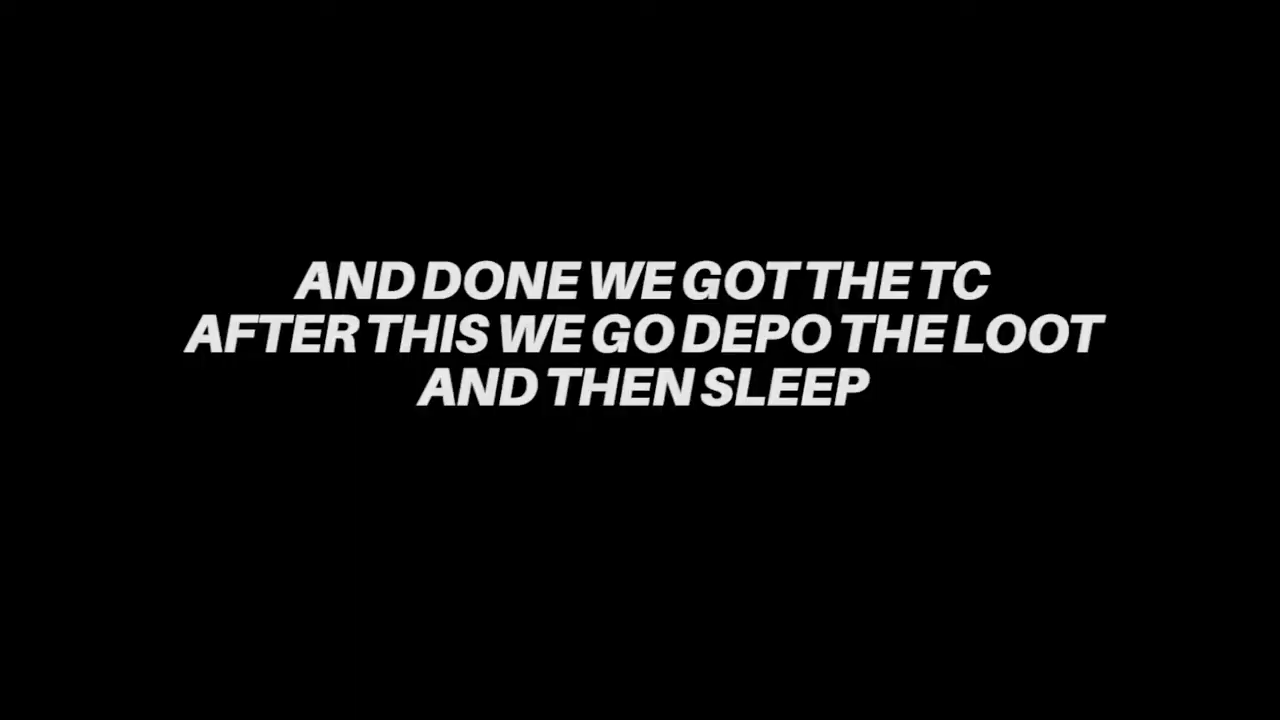 AND DONE WE GOT THE TC
AFTER THIS WE GO DEPO THE LOOT
AND THEN SLEEP